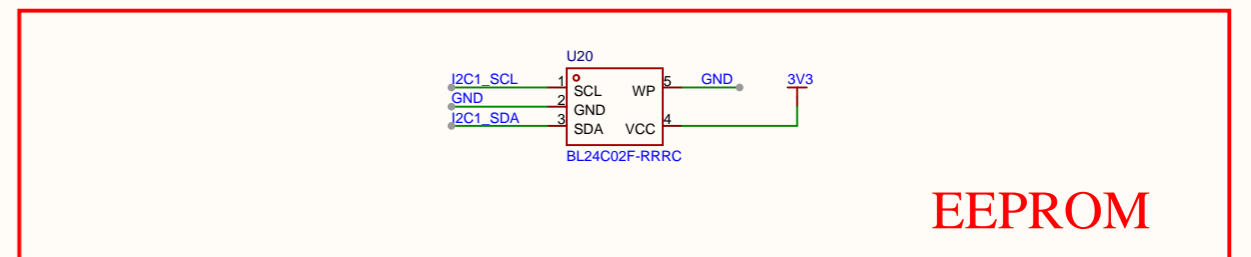 U20
I2C1_SCL 1 SCL WP 5 GND 3V3
GND 2 GND
I2C1_SDA 3 SDA VCC 4
BL24C02F-RRRC
EEPROM